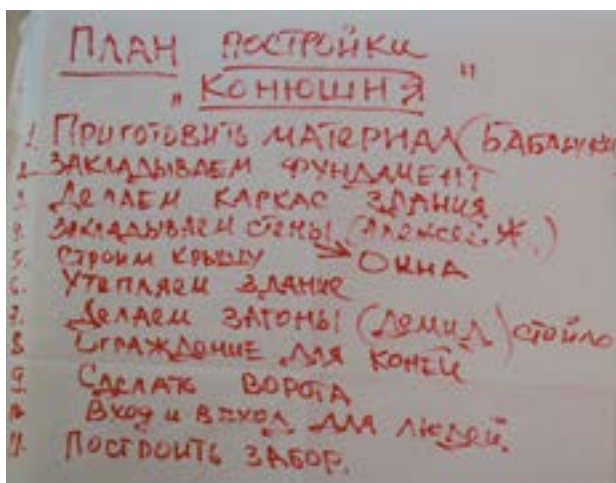 План постройки
„Конюшня"
1. Приготовить материал (Баб
2. Закладываем фундамент
3. Делаем каркас здания
4. Закладываем стены (Алексей Ж.)
5. Строим крышу → Окна
6. Утепляем здание
7. Делаем загоны (Демид) стойло
8 Ограждение для коней
9. Сделать ворота
10. Вход и выход для людей.
11. Построить забор.